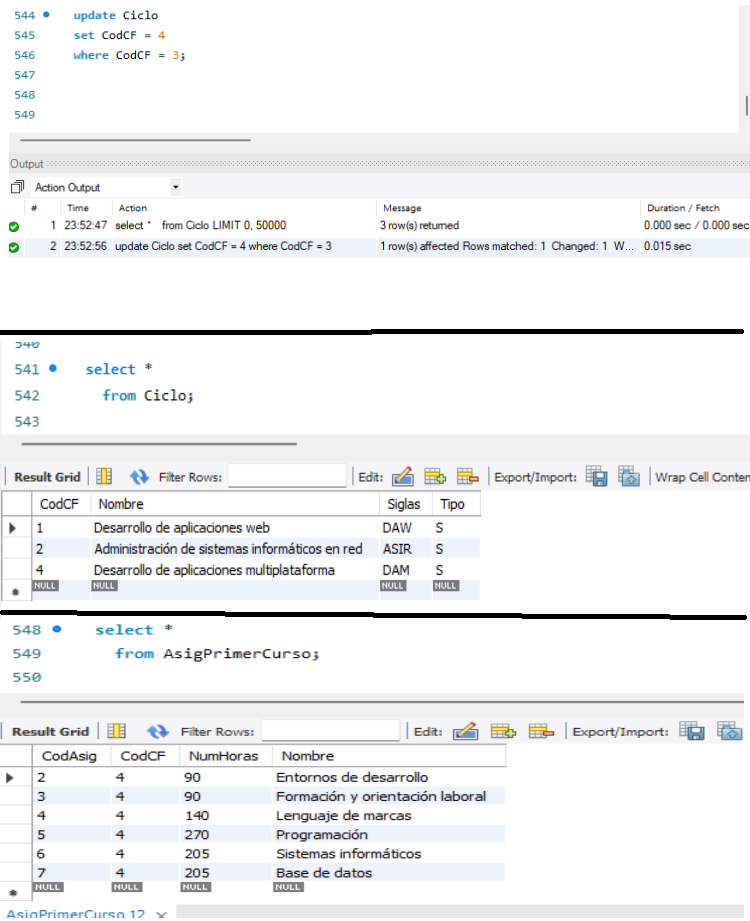 544 update Ciclo
545 set CodCF = 4
546 where CodCF = 3;
547
548
549
Output
Action Output
# Time Action Message Duration / Fetch
1 23:52:47 select * from Ciclo LIMIT 0, 50000 3 row(s) returned 0.000 sec / 0.000 sec
2 23:52:56 update Ciclo set CodCF = 4 where CodCF = 3 1 row(s) affected Rows matched: 1 Changed: 1 W... 0.015 sec
540
541 select *
542 from Ciclo;
543
Result Grid Filter Rows: Edit: Export/Import: Wrap Cell Conten
CodCF Nombre Siglas Tipo
1 Desarrollo de aplicaciones web DAW S
2 Administración de sistemas informáticos en red ASIR S
4 Desarrollo de aplicaciones multiplataforma DAM S
NULL NULL NULL NULL
548 select *
549 from AsigPrimerCurso;
550
Result Grid Filter Rows: Edit: Export/Import:
CodAsig CodCF NumHoras Nombre
2 4 90 Entornos de desarrollo
3 4 90 Formación y orientación laboral
4 4 140 Lenguaje de marcas
5 4 270 Programación
6 4 205 Sistemas informáticos
7 4 205 Base de datos
NULL NULL NULL NULL
AsigPrimerCurso 12